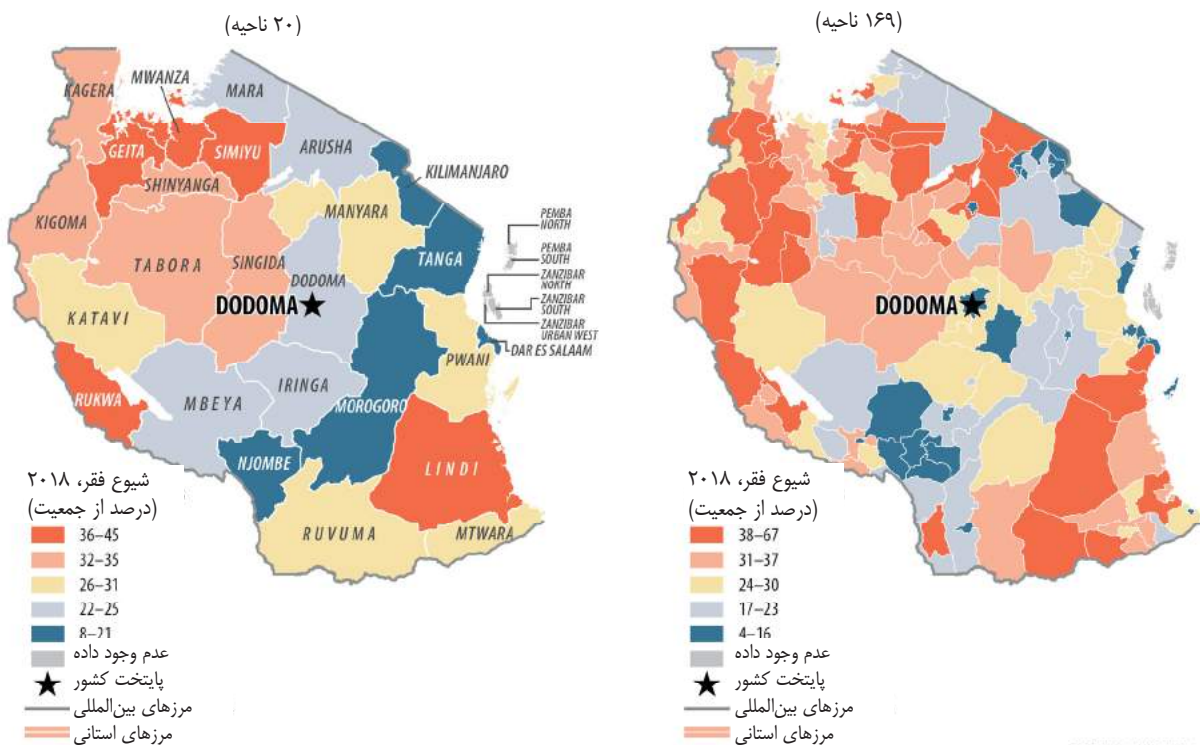 (۲۰ ناحیه)
KAGERA
MWANZA
MARA
GEITA
SIMIYU
ARUSHA
SHINYANGA
KILIMANJARO
KIGOMA
MANYARA
TABORA
SINGIDA
DODOMA
TANGA
PEMBA
NORTH
PEMBA
SOUTH
ZANZIBAR
NORTH
ZANZIBAR
SOUTH
ZANZIBAR
URBAN WEST
DODOMA
KATAVI
DAR ES SALAAM
PWANI
IRINGA
RUKWA
MBEYA
MOROGORO
NJOMBE
LINDI
RUVUMA
MTWARA
شیوع فقر، ۲۰۱۸
(درصد از جمعیت)
36–45
32–35
26–31
22–25
8–21
عدم وجود داده
پایتخت کشور
مرزهای بین‌المللی
مرزهای استانی
(۱۶۹ ناحیه)
DODOMA
شیوع فقر، ۲۰۱۸
(درصد از جمعیت)
38–67
31–37
24–30
17–23
4–16
عدم وجود داده
پایتخت کشور
مرزهای بین‌المللی
مرزهای استانی